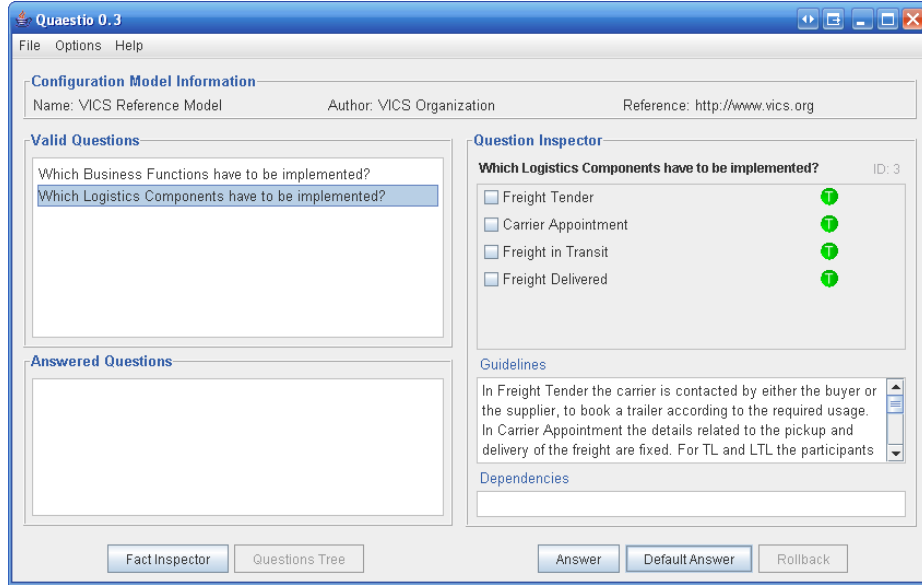 Quaestio 0.3
File Options Help
Configuration Model Information
Name: VICS Reference Model Author: VICS Organization Reference: http://www.vics.org
Valid Questions
Which Business Functions have to be implemented?
Which Logistics Components have to be implemented?
Answered Questions
Question Inspector
Which Logistics Components have to be implemented? ID: 3
Freight Tender T
Carrier Appointment T
Freight in Transit T
Freight Delivered T
Guidelines
In Freight Tender the carrier is contacted by either the buyer or
the supplier, to book a trailer according to the required usage.
In Carrier Appointment the details related to the pickup and
delivery of the freight are fixed. For TL and LTL the participants
Dependencies
Fact Inspector Questions Tree Answer Default Answer Rollback